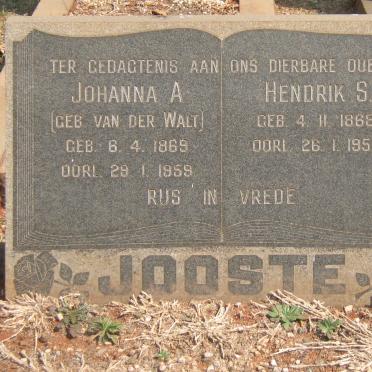 TER GEDAGTENIS AAN ONS DIERBARE
JOHANNA A
(GEB VAN DER WALT)
GEB. 6. 4. 1869
OORL. 29. 1. 1959
HENDRIK S.
GEB. 4. 11. 1868
OORL. 26. 1. 195
RUS IN VREDE
JOOSTE